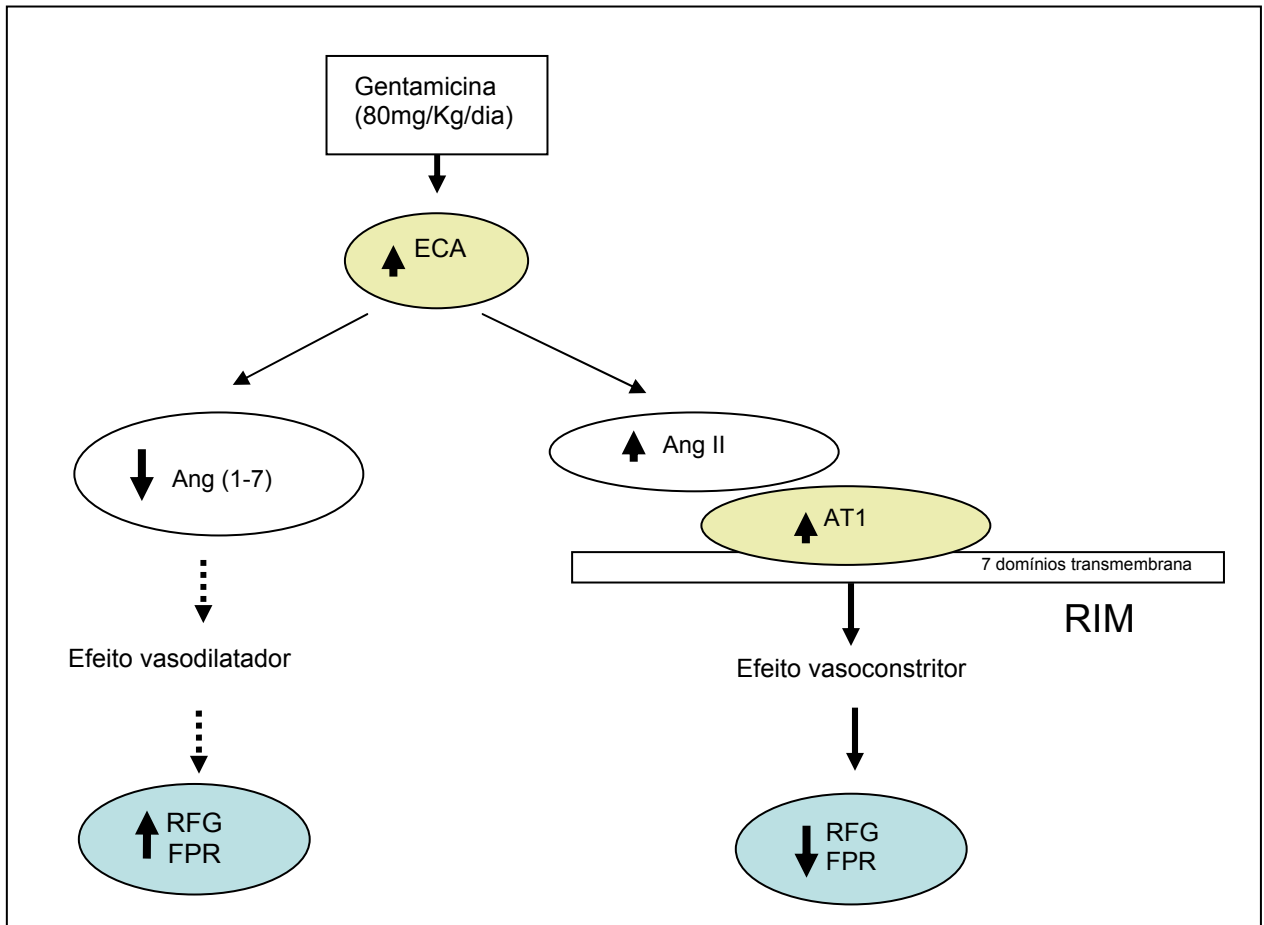 Gentamicina
(80mg/Kg/dia)
ECA
Ang (1-7)
Ang II
AT1
7 domínios transmembrana
RIM
Efeito vasodilatador
Efeito vasoconstritor
RFG
FPR
RFG
FPR